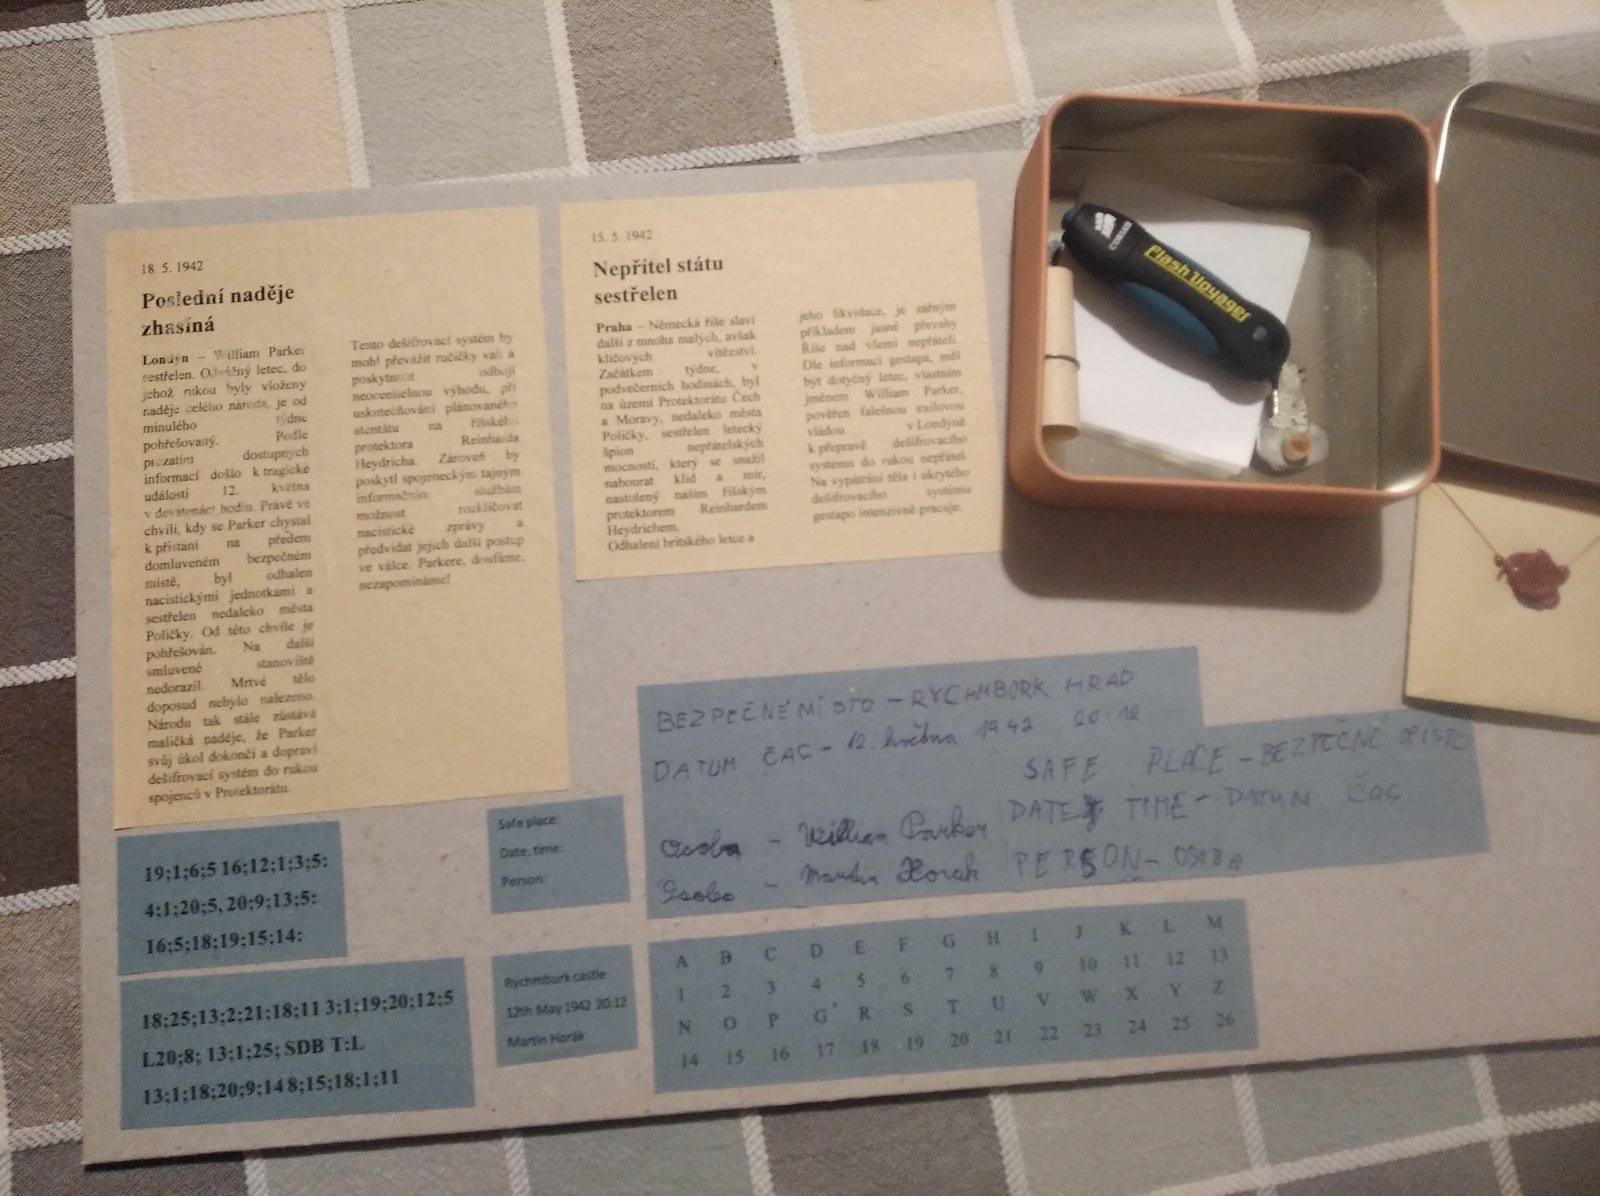 18. 5. 1942
Poslední naděje
zhasíná
Londýn – William Parker
sestřelen. Odvážný letec, do
jehož rukou byly vloženy
naděje celého národa, je od
minulého týdne
pohřešovaný. Podle
prozatím dostupných
informací došlo k tragické
události 12. května
v devatenáct hodin. Právě ve
chvíli, kdy se Parker chystal
k přistání na předem
domluveném bezpečném
místě, byl odhalen
nacistickými jednotkami a
sestřelen nedaleko města
Poličky. Od této chvíle je
pohřešován. Na další
smluvené stanoviště
nedorazil. Mrtvé tělo
doposud nebylo nalezeno.
Národu tak stále zůstává
maličká naděje, že Parker
svůj úkol dokončí a dopraví
dešifrovací systém do rukou
spojenců v Protektorátu.
Tento dešifrovací systém by
mohl převážit ručičky vah a
poskytnout odboji
neocenitelnou výhodu, při
uskutečňování plánovaného
atentátu na říšského
protektora Reinharda
Heydricha. Zároveň by
poskytl spojeneckým tajným
informačním službám
možnost rozklíčovat
nacistické zprávy a
předvídat jejich další postup
ve válce. Parkere, doufáme,
nezapomínáme!
15. 5. 1942
Nepřítel státu
sestřelen
Praha – Německá říše slaví
další z mnoha malých, avšak
klíčových vítězství.
Začátkem týdne, v
podvečerních hodinách, byl
na území Protektorátu Čech
a Moravy, nedaleko města
Poličky, sestřelen letecký
špion nepřátelských
mocností, který se snažil
nabourat klid a mír,
nastolený naším říšským
protektorem Reinhardem
Heydrichem.
Odhalení britského letce a
jeho likvidace, je zářným
příkladem jasné převahy
Říše nad všemi nepřáteli.
Dle informací gestapa, měl
být dotyčný letec, vlastním
jménem William Parker,
pověřen falešnou exilovou
vládou v Londýně
k přepravě dešifrovacího
systému do rukou nepřátel.
Na vypátrání těla i ukrytého
dešifrovacího systému
gestapo intenzivně pracuje.
CORSAIR
Flash Voyager
BEZPEČNÉ MÍSTO – RYCHMBORK HRAD
DATUM ČAS – 12. května 1942 20 12
SAFE PLACE – BEZPEČNÉ MÍSTO
DATE TIME – DATUM ČAS
Osoba – William Parker
Osoba – Martin Horak
PERSON – OSOBA
19;1;6;5 16;12;1;3;5:
4;1;20;5, 20;9;13;5:
16;5;18;19;15;14:
Safe place:
Date, time:
Person:
18;25;13;2;21;18;11 3;1;19;20;12;5
L20;8; 13;1;25; SDB T:L
13;1;18;20;9;14 8;15;18;1;11
Rychmburk castle
12th May 1942 20:12
Martin Horák
A B C D E F G H I J K L M
1 2 3 4 5 6 7 8 9 10 11 12 13
N O P G R S T U V W X Y Z
14 15 16 17 18 19 20 21 22 23 24 25 26